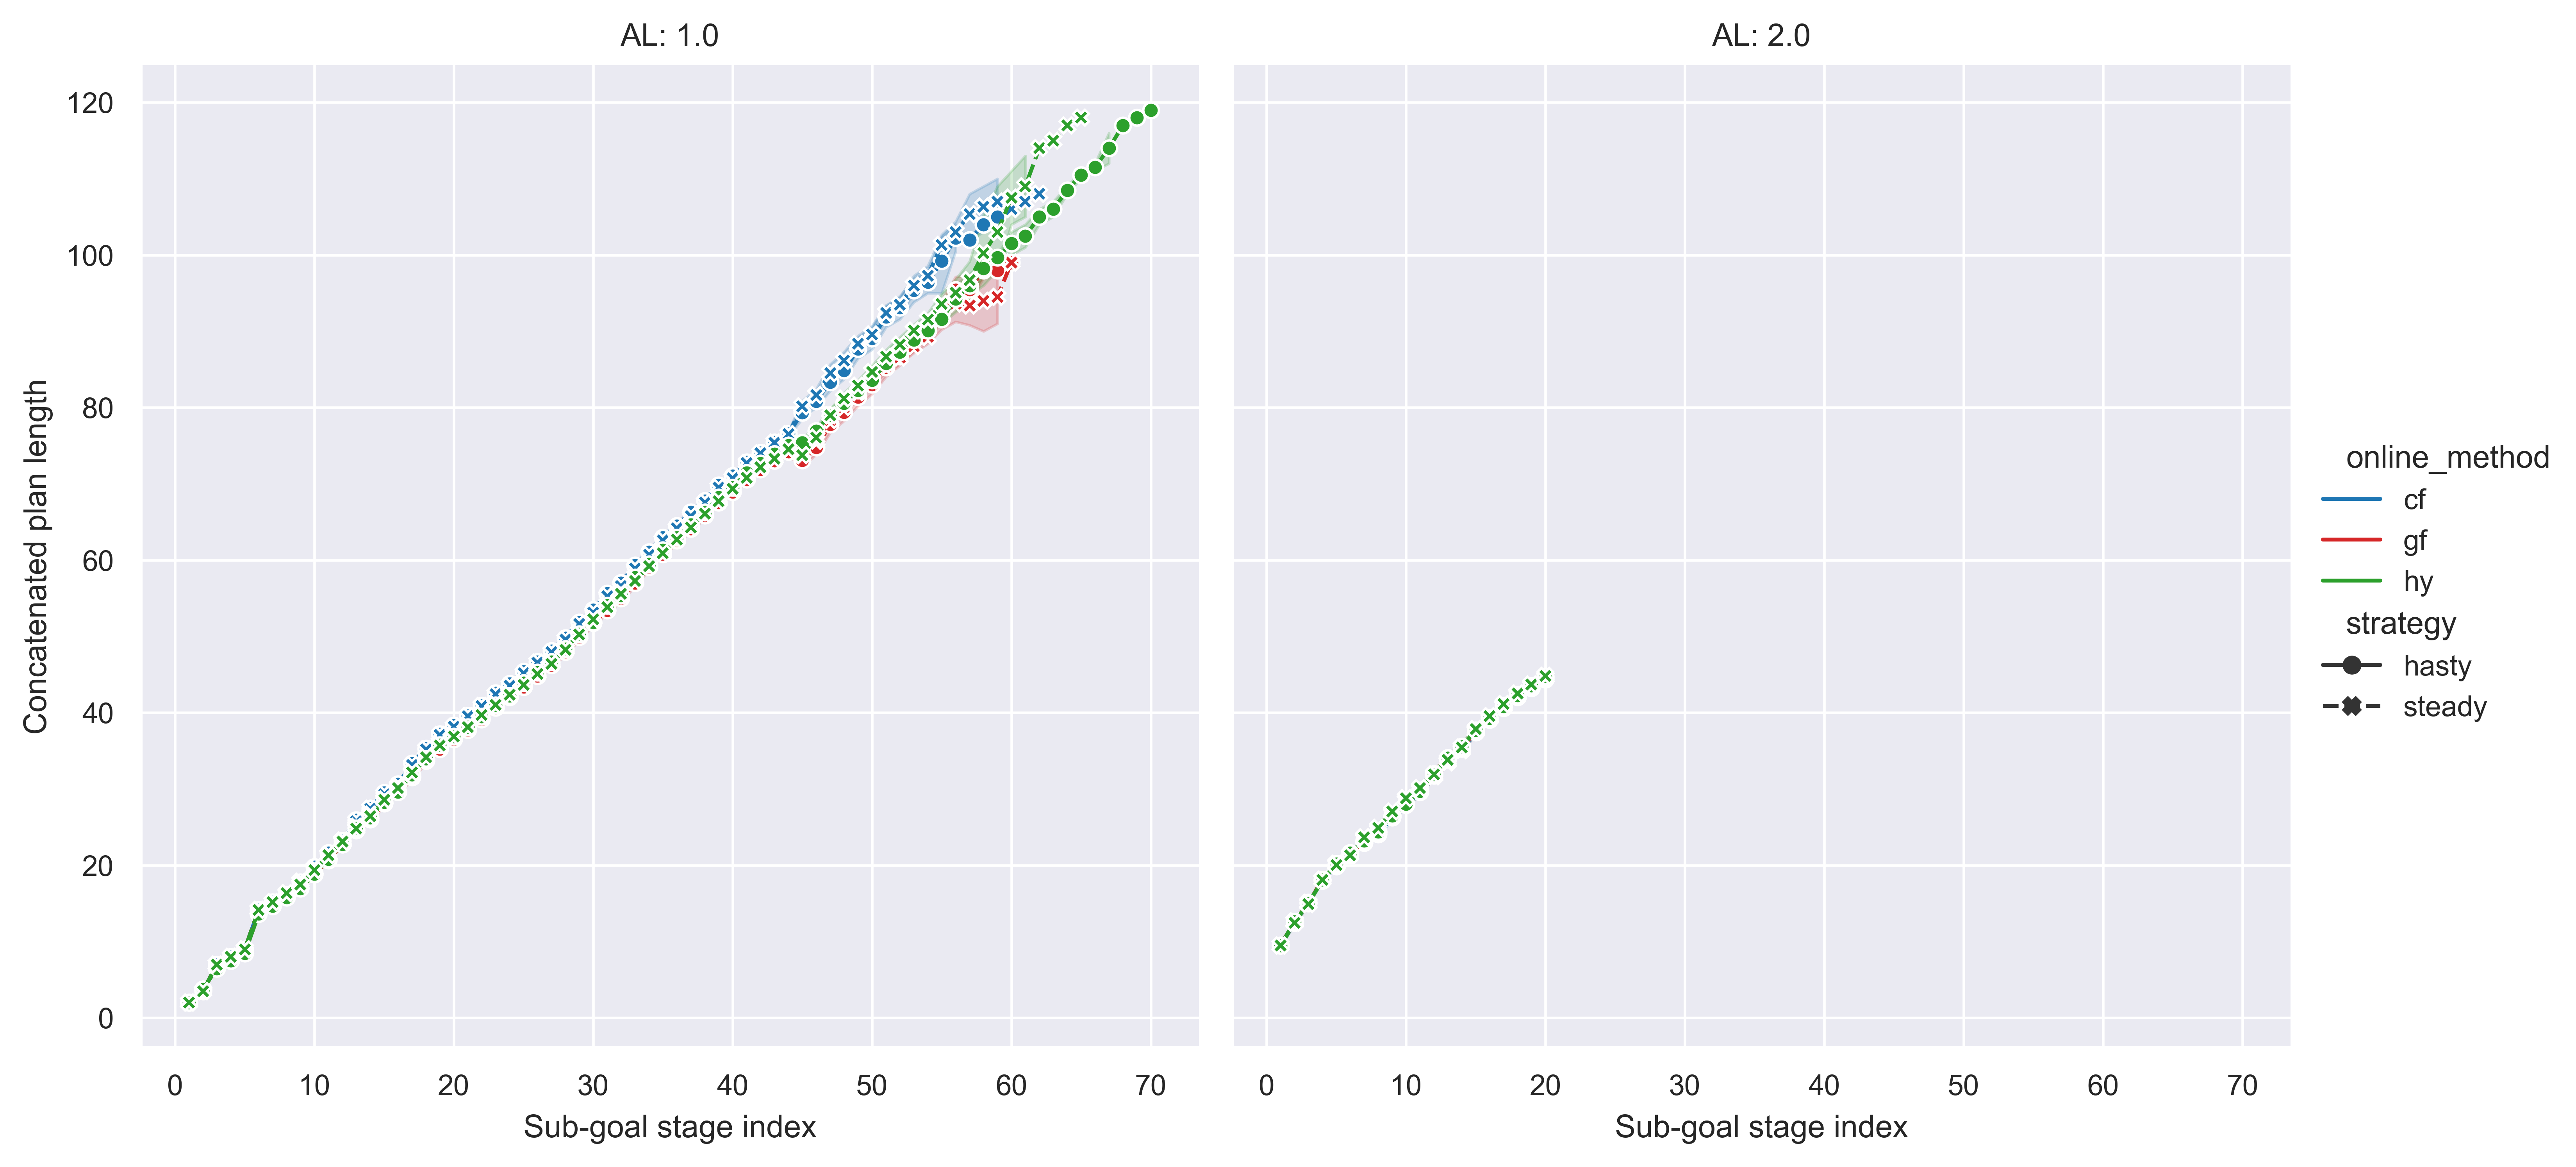 AL: 1.0
AL: 2.0
Concatenated plan length
120
100
80
60
40
20
0
0 10 20 30 40 50 60 70
0 10 20 30 40 50 60 70
Sub-goal stage index
Sub-goal stage index
online_method
cf
gf
hy
strategy
hasty
steady